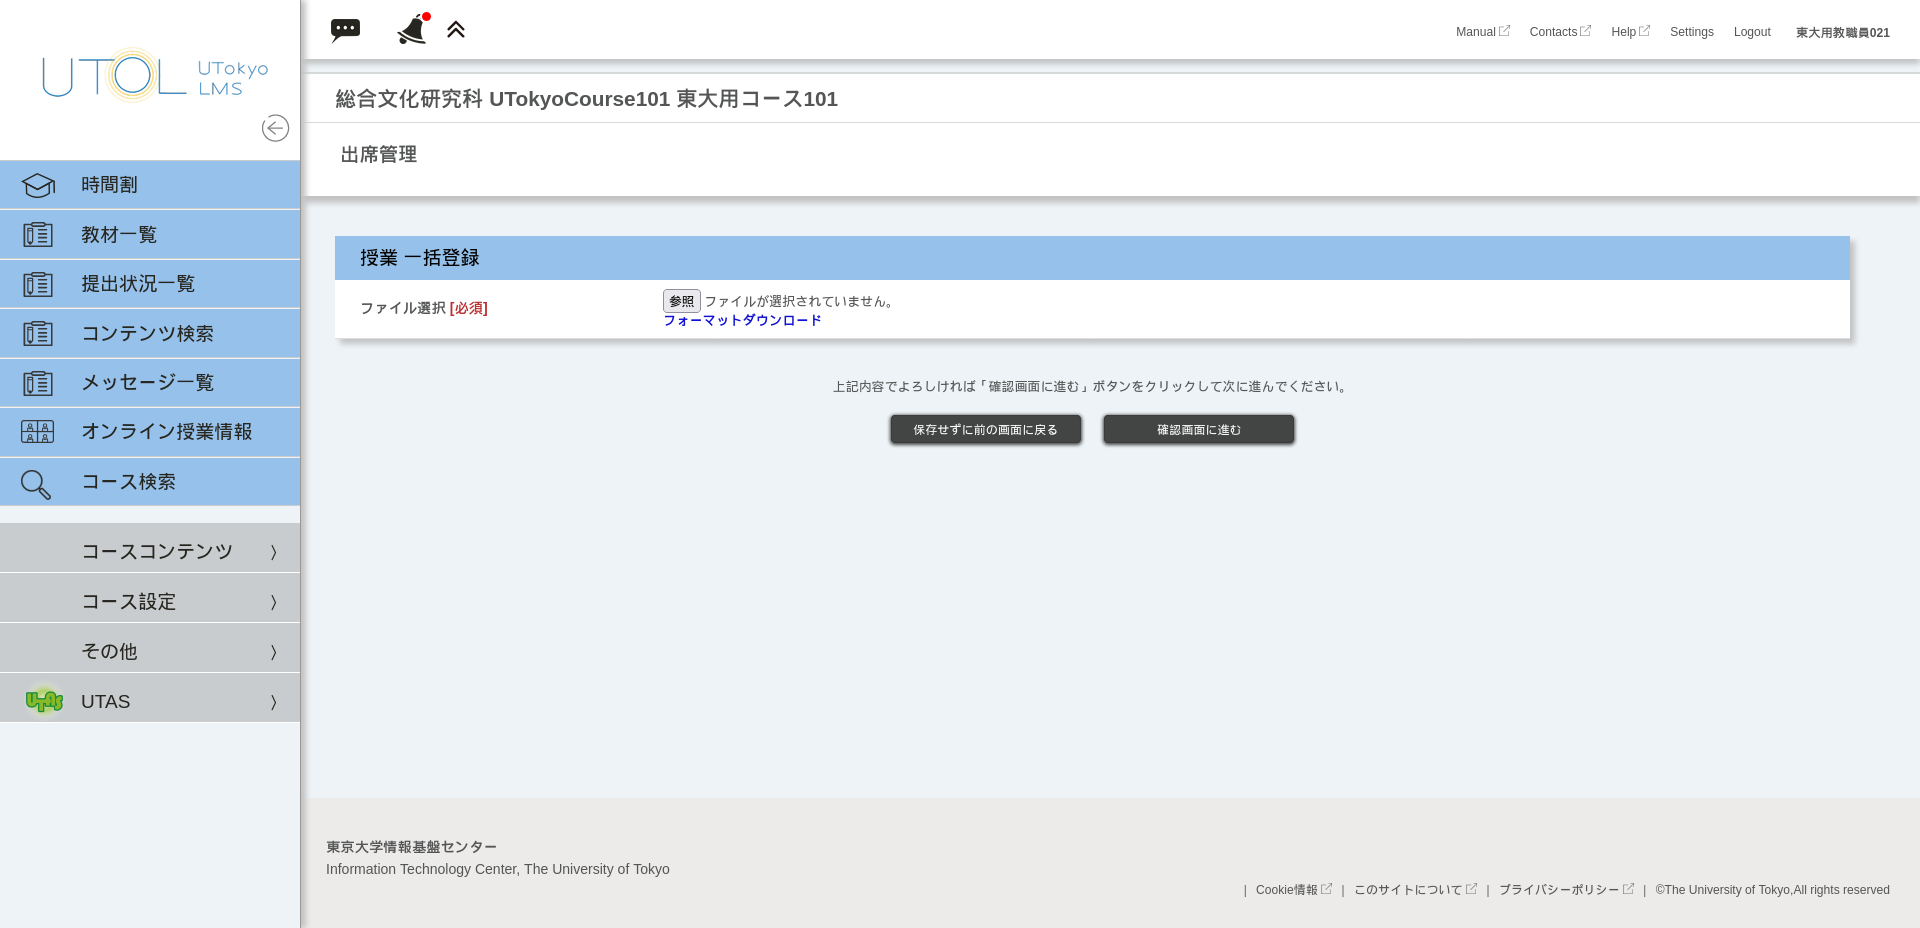 UTOL UTokyo LMS
Manual Contacts Help Settings Logout 東大用教職員021
時間割
教材一覧
提出状況一覧
コンテンツ検索
メッセージ一覧
オンライン授業情報
コース検索
コースコンテンツ 〉
コース設定 〉
その他 〉
UTAS UTAS 〉
総合文化研究科 UTokyoCourse101 東大用コース101
出席管理
授業 一括登録
ファイル選択 [必須] 参照 ファイルが選択されていません。
フォーマットダウンロード
上記内容でよろしければ「確認画面に進む」ボタンをクリックして次に進んでください。
保存せずに前の画面に戻る 確認画面に進む
東京大学情報基盤センター
Information Technology Center, The University of Tokyo
| Cookie情報 | このサイトについて | プライバシーポリシー | ©The University of Tokyo,All rights reserved